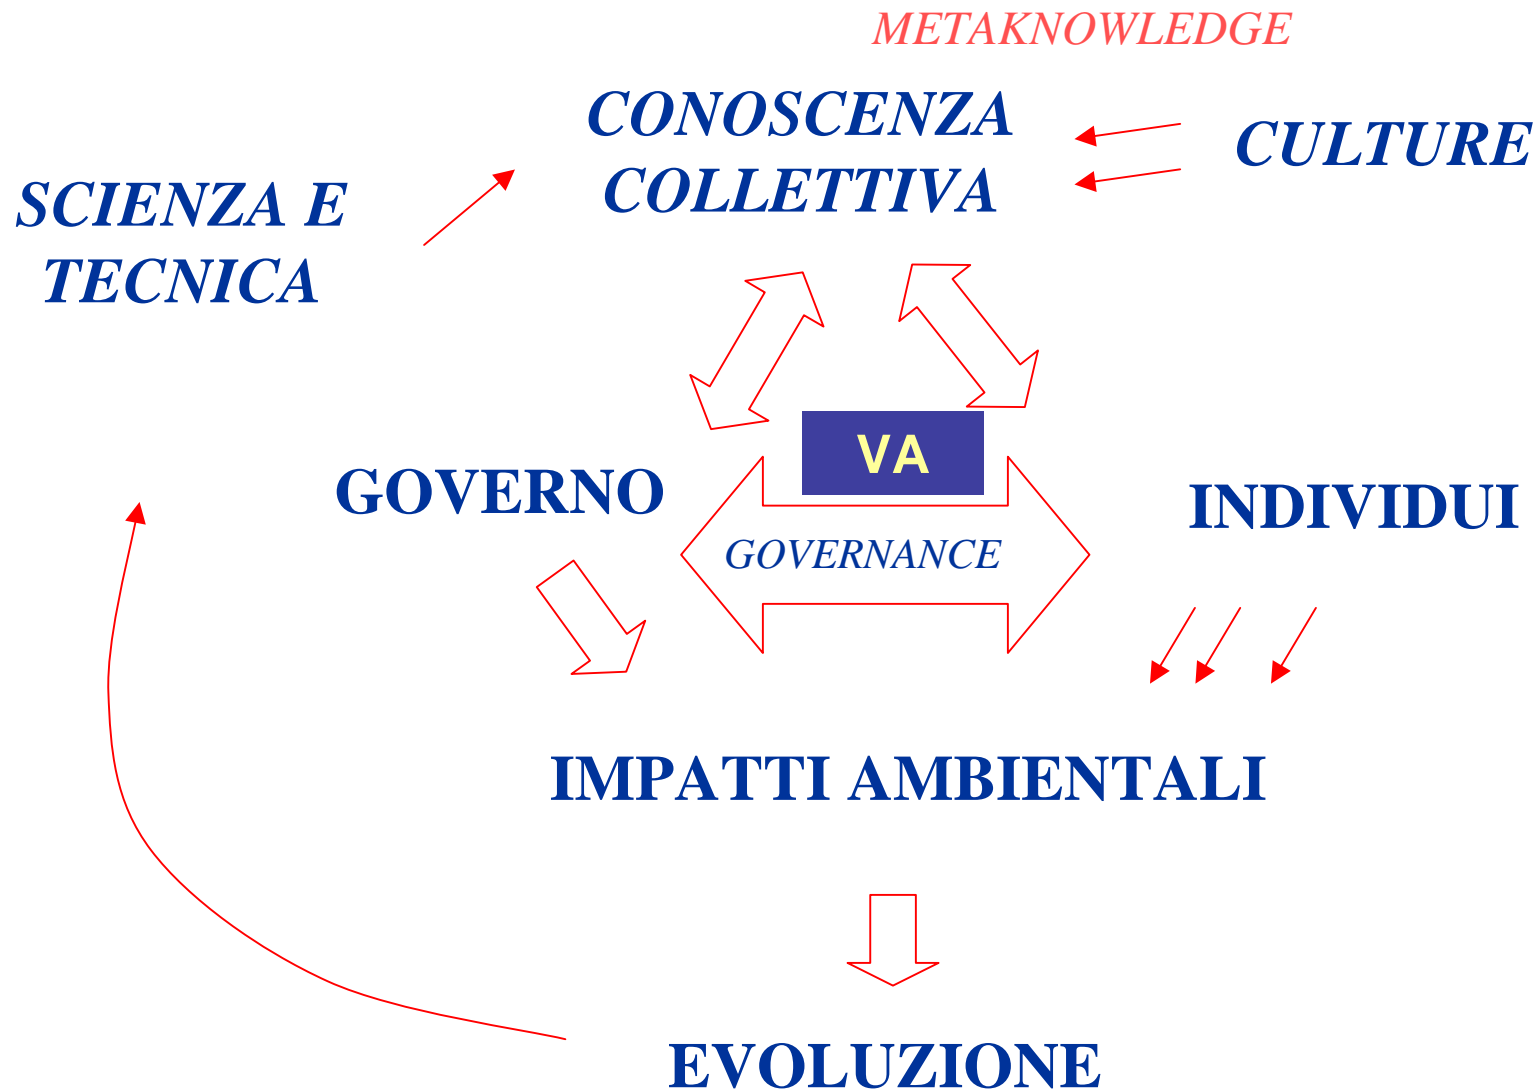 METAKNOWLEDGE
CONOSCENZA
COLLETTIVA
CULTURE
SCIENZA E
TECNICA
VA
GOVERNO
INDIVIDUI
GOVERNANCE
IMPATTI AMBIENTALI
EVOLUZIONE